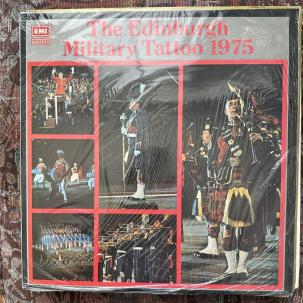 EMI
The Edinburgh
Military Tattoo 1975